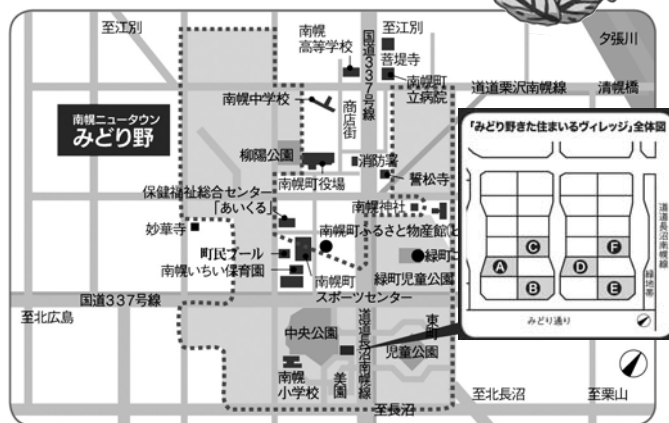 至江別
南幌
高等学校
国道337号線
至江別
菩提寺
南幌町
立病院
夕張川
道道栗沢南幌線
清幌橋
南幌ニュータウン
みどり野
南幌中学校
商店街
柳陽公園
消防署
南幌町役場
誓松寺
保健福祉総合センター
「あいくる」
南幌神社
妙華寺
南幌町ふるさと物産館(ビ
町民プール
南幌いちい保育園
南幌町
スポーツセンター
緑町
緑町児童公園
国道337号線
至北広島
中央公園
道道長沼南幌線
東町
児童公園
南幌
小学校
美園
至長沼
至北長沼
至栗山
「みどり野きた住まいるヴィレッジ」全体図
A
B
C
D
E
F
道道長沼南幌線
緑地帯
みどり通り